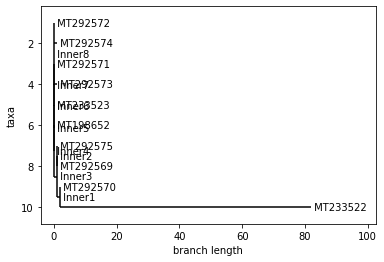 MT292572
2
MT292574
Inner8
MT292571
4
MT292573
Inner7
taxa
MT233523
Inner6
6
MT198652
Inner5
MT292575
Inner4
Inner2
8
MT292569
Inner3
MT292570
Inner1
10
MT233522
0 20 40 60 80 100
branch length